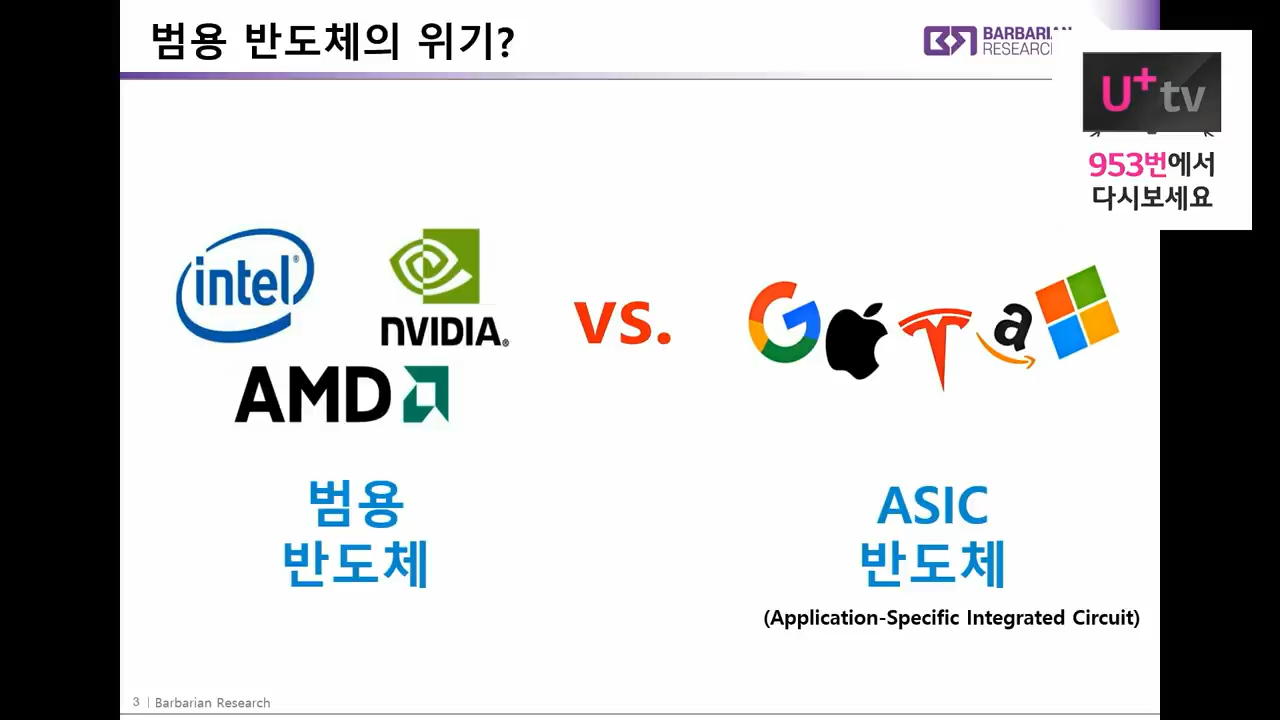 범용 반도체의 위기?
BARBARIAN
RESEARCH
U+tv
953번에서
다시보세요
intel®
NVIDIA®
AMD
vs.
G
a
범용
반도체
ASIC
반도체
(Application-Specific Integrated Circuit)
3 | Barbarian Research